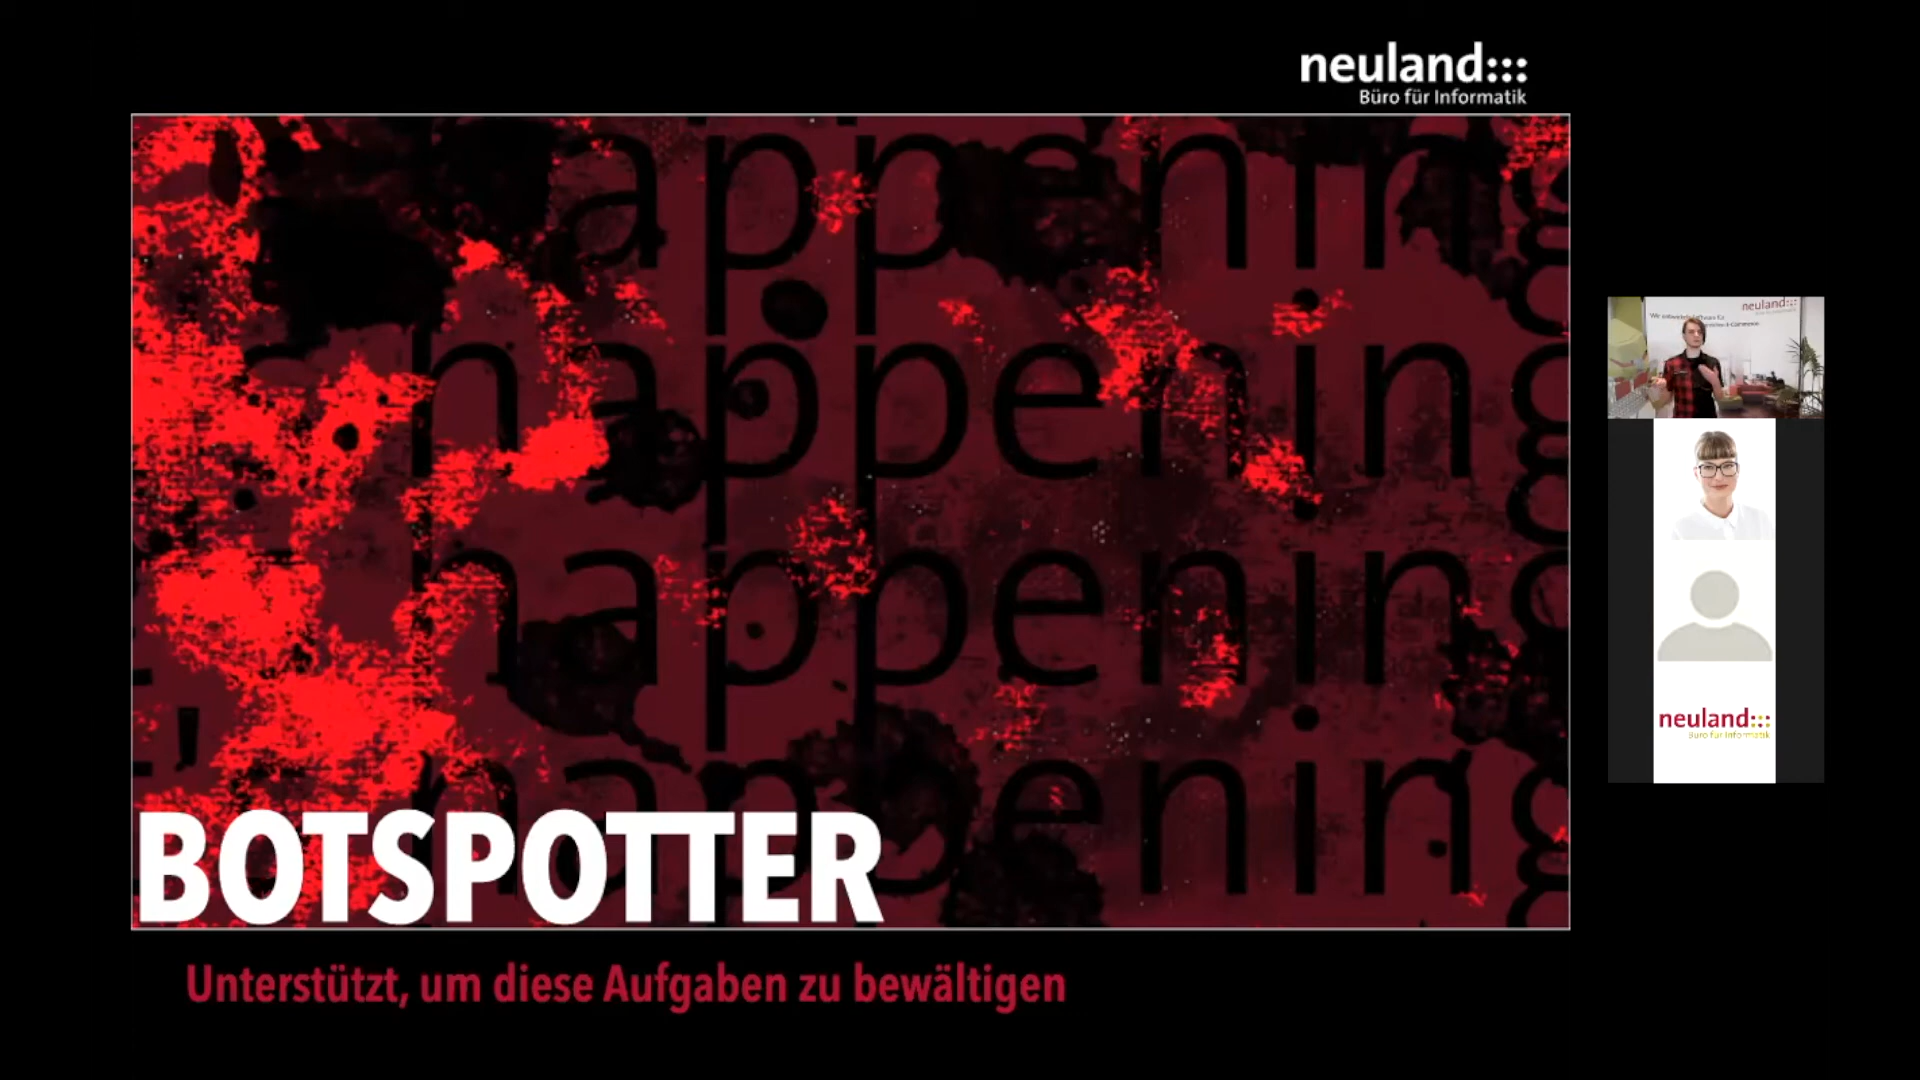 neuland:::
Büro für Informatik
appening
happening
happening
happening
BOTSPOTTER
Unterstützt, um diese Aufgaben zu bewältigen
neuland:::
neuland:::
Büro für Informatik